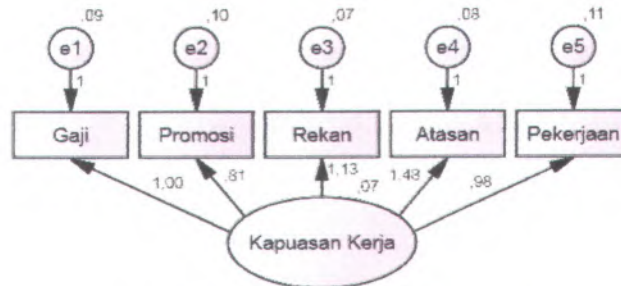 ,09 ,10 ,07 ,08 ,11
e1 e2 e3 e4 e5
1 1 1 1 1
Gaji Promosi Rekan Atasan Pekerjaan
1,00 ,81 1,13 1,48 ,98
,07
Kapuasan Kerja